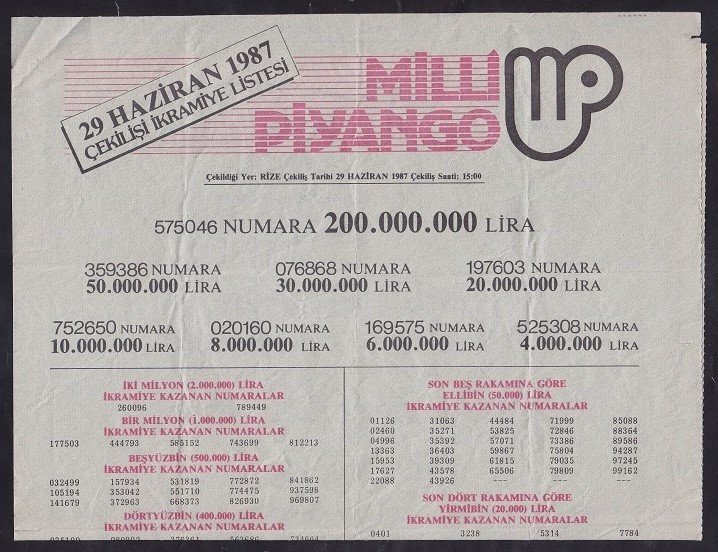 29 HAZİRAN 1987
ÇEKİLİŞİ İKRAMİYE LİSTESİ
MİLLİ
PİYANGO
Çekildiği Yer: RİZE Çekiliş Tarihi 29 HAZİRAN 1987 Çekiliş Saati: 15:00
575046 NUMARA 200.000.000 LİRA
359386 NUMARA 076868 NUMARA 197603 NUMARA
50.000.000 LİRA 30.000.000 LİRA 20.000.000 LİRA
752650 NUMARA 020160 NUMARA 169575 NUMARA 525308 NUMARA
10.000.000 LİRA 8.000.000 LİRA 6.000.000 LİRA 4.000.000 LİRA
İKİ MİLYON (2.000.000) LİRA
İKRAMİYE KAZANAN NUMARALAR
260096 789449
BİR MİLYON (1.000.000) LİRA
İKRAMİYE KAZANAN NUMARALAR
177503 444793 585152 743699 812213
BEŞYÜZBİN (500.000) LİRA
İKRAMİYE KAZANAN NUMARALAR
032499 157934 531819 772872 841862
105194 353042 551710 774475 937598
141679 372963 668373 826930 969807
DÖRTYÜZBİN (400.000) LİRA
İKRAMİYE KAZANAN NUMARALAR
SON BEŞ RAKAMINA GÖRE
ELLİBİN (50.000) LİRA
İKRAMİYE KAZANAN NUMARALAR
01126 31063 44484 71999 85088
02460 35271 53825 72846 88364
04996 35392 57071 73386 89586
13363 36403 59867 75804 94287
15953 39309 61815 79035 97245
17627 43578 65506 79809 99162
22088 43926 --- --- ---
SON DÖRT RAKAMINA GÖRE
YİRMİBİN (20.000) LİRA
İKRAMİYE KAZANAN NUMARALAR
0401 3238 5314 7784